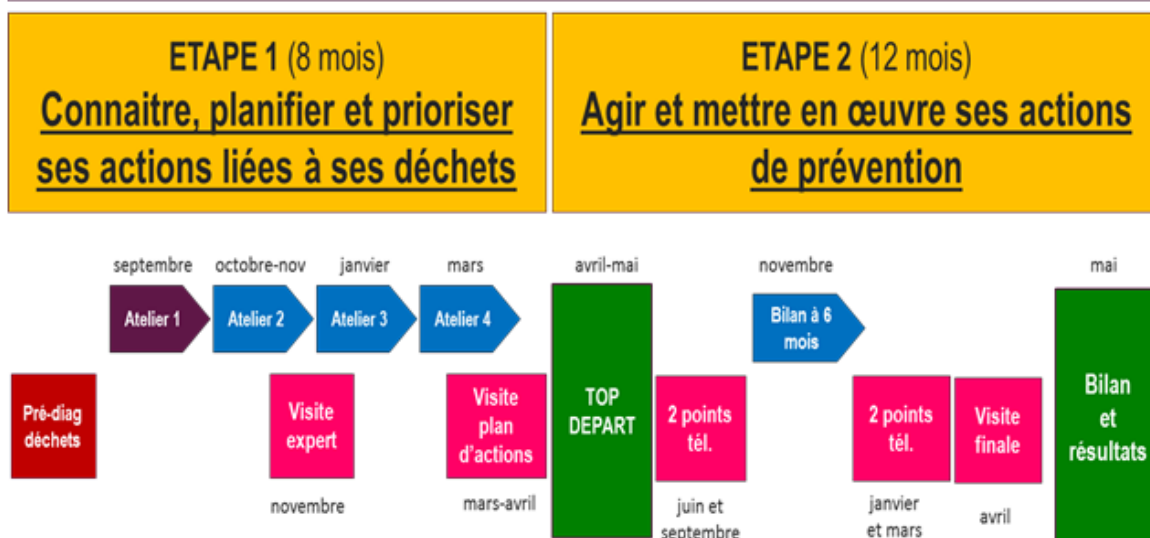 ETAPE 1 (8 mois)
Connaitre, planifier et prioriser
ses actions liées à ses déchets
ETAPE 2 (12 mois)
Agir et mettre en œuvre ses actions
de prévention
septembre
octobre-nov
janvier
mars
avril-mai
novembre
mai
Atelier 1
Atelier 2
Atelier 3
Atelier 4
Bilan à 6
mois
Pré-diag
déchets
Visite
expert
Visite
plan
d'actions
TOP
DEPART
2 points
tél.
2 points
tél.
Visite
finale
Bilan
et
résultats
novembre
mars-avril
juin et
septembre
janvier
et mars
avril